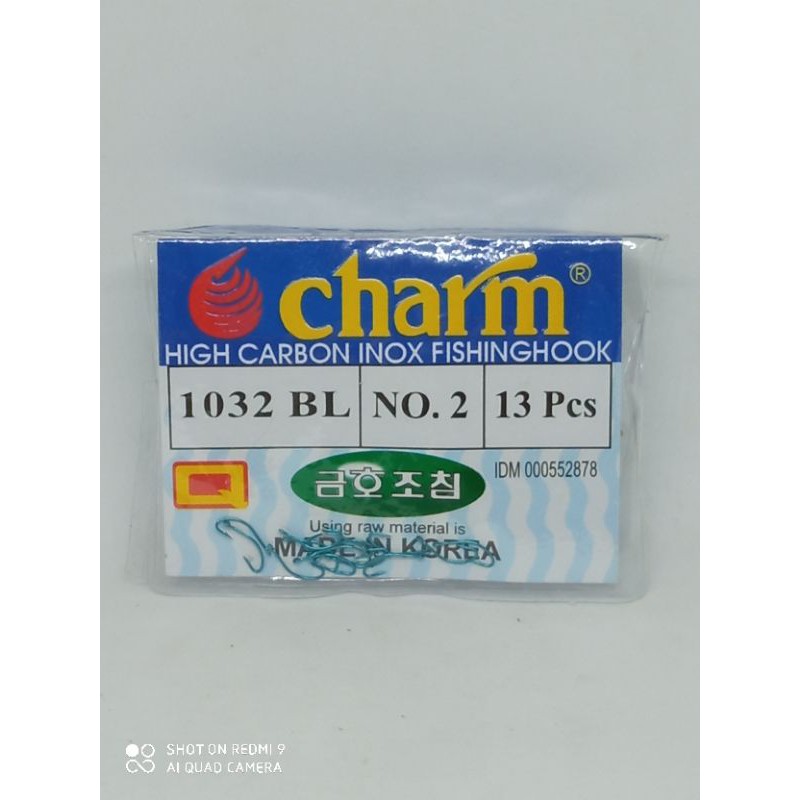 charm®
HIGH CARBON INOX FISHINGHOOK
1032 BL NO. 2 13 Pcs
IDM 000552878
금호조침
Using raw material is
MADE IN KOREA
SHOT ON REDMI 9
AI QUAD CAMERA